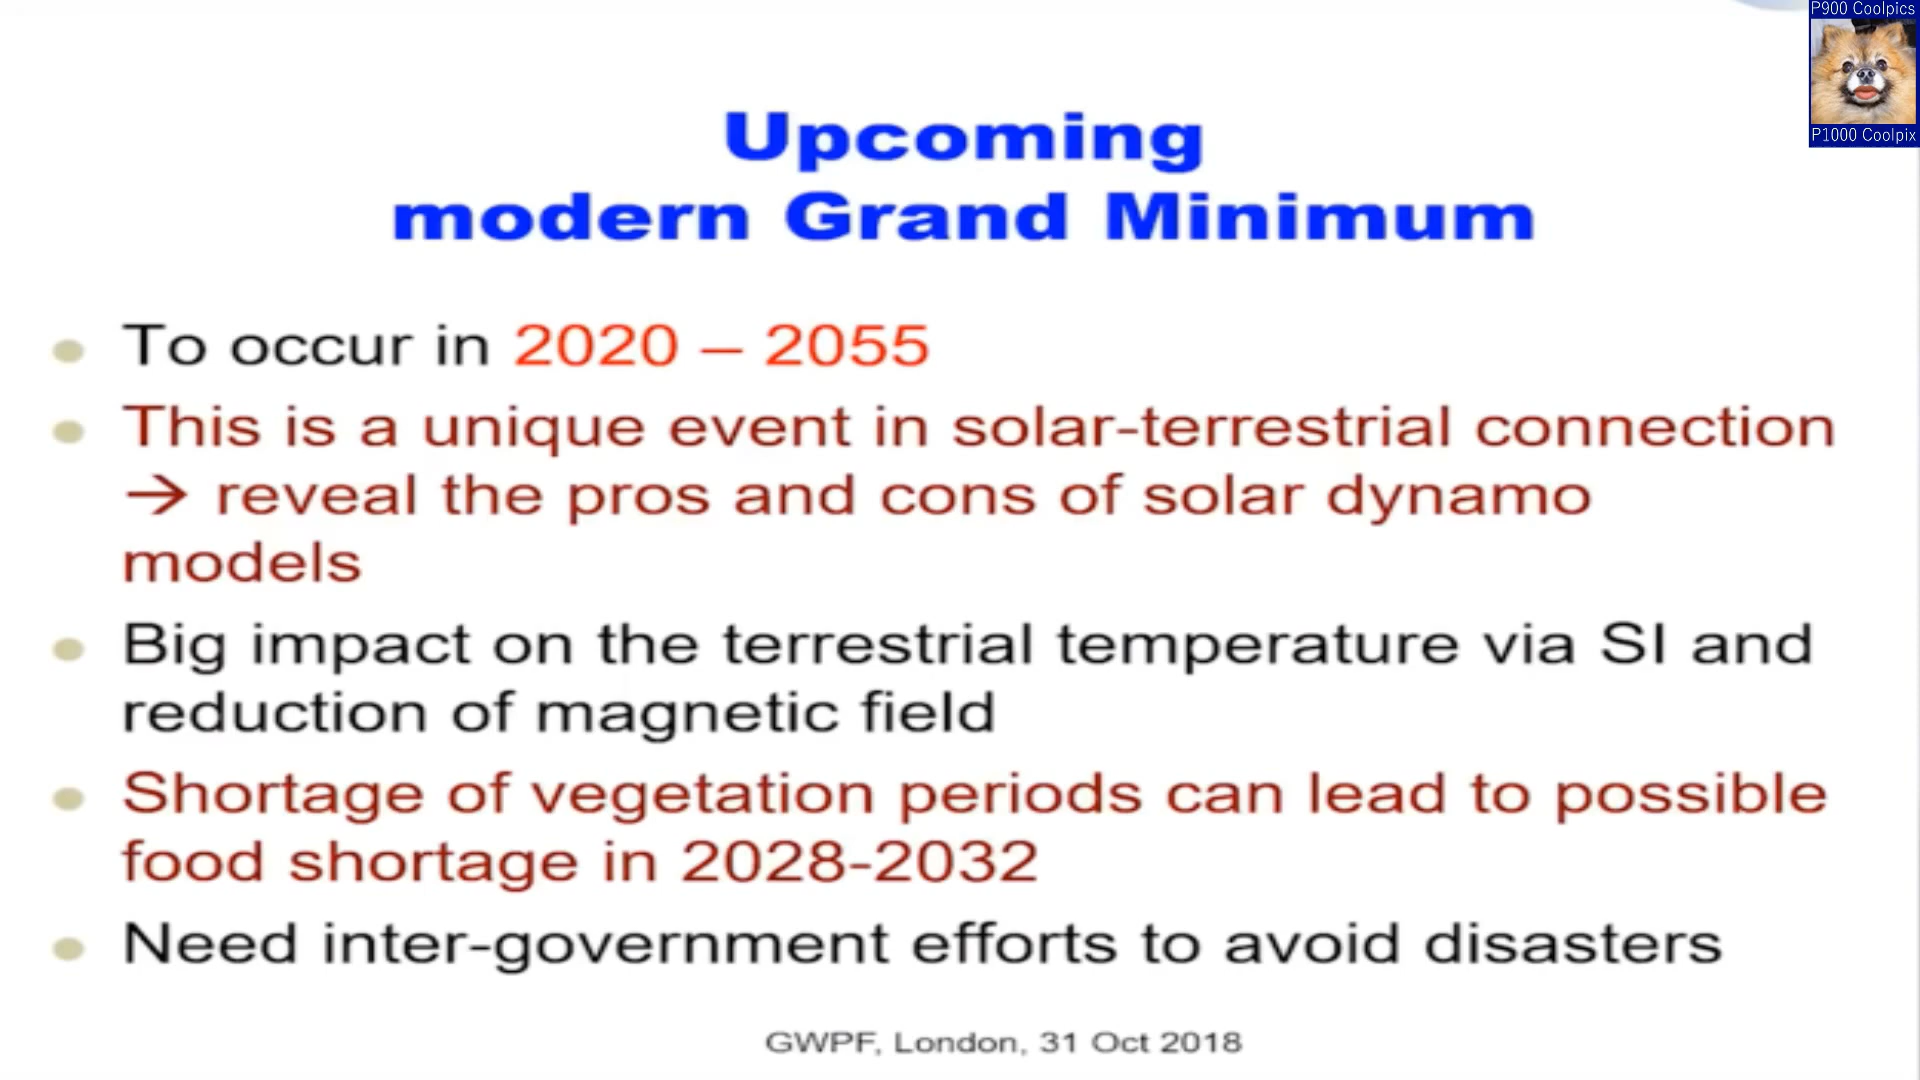 P900 Coolpics
P1000 Coolpix
Upcoming
modern Grand Minimum
To occur in 2020 – 2055
This is a unique event in solar-terrestrial connection
→ reveal the pros and cons of solar dynamo
models
Big impact on the terrestrial temperature via SI and
reduction of magnetic field
Shortage of vegetation periods can lead to possible
food shortage in 2028-2032
Need inter-government efforts to avoid disasters
GWPF, London, 31 Oct 2018